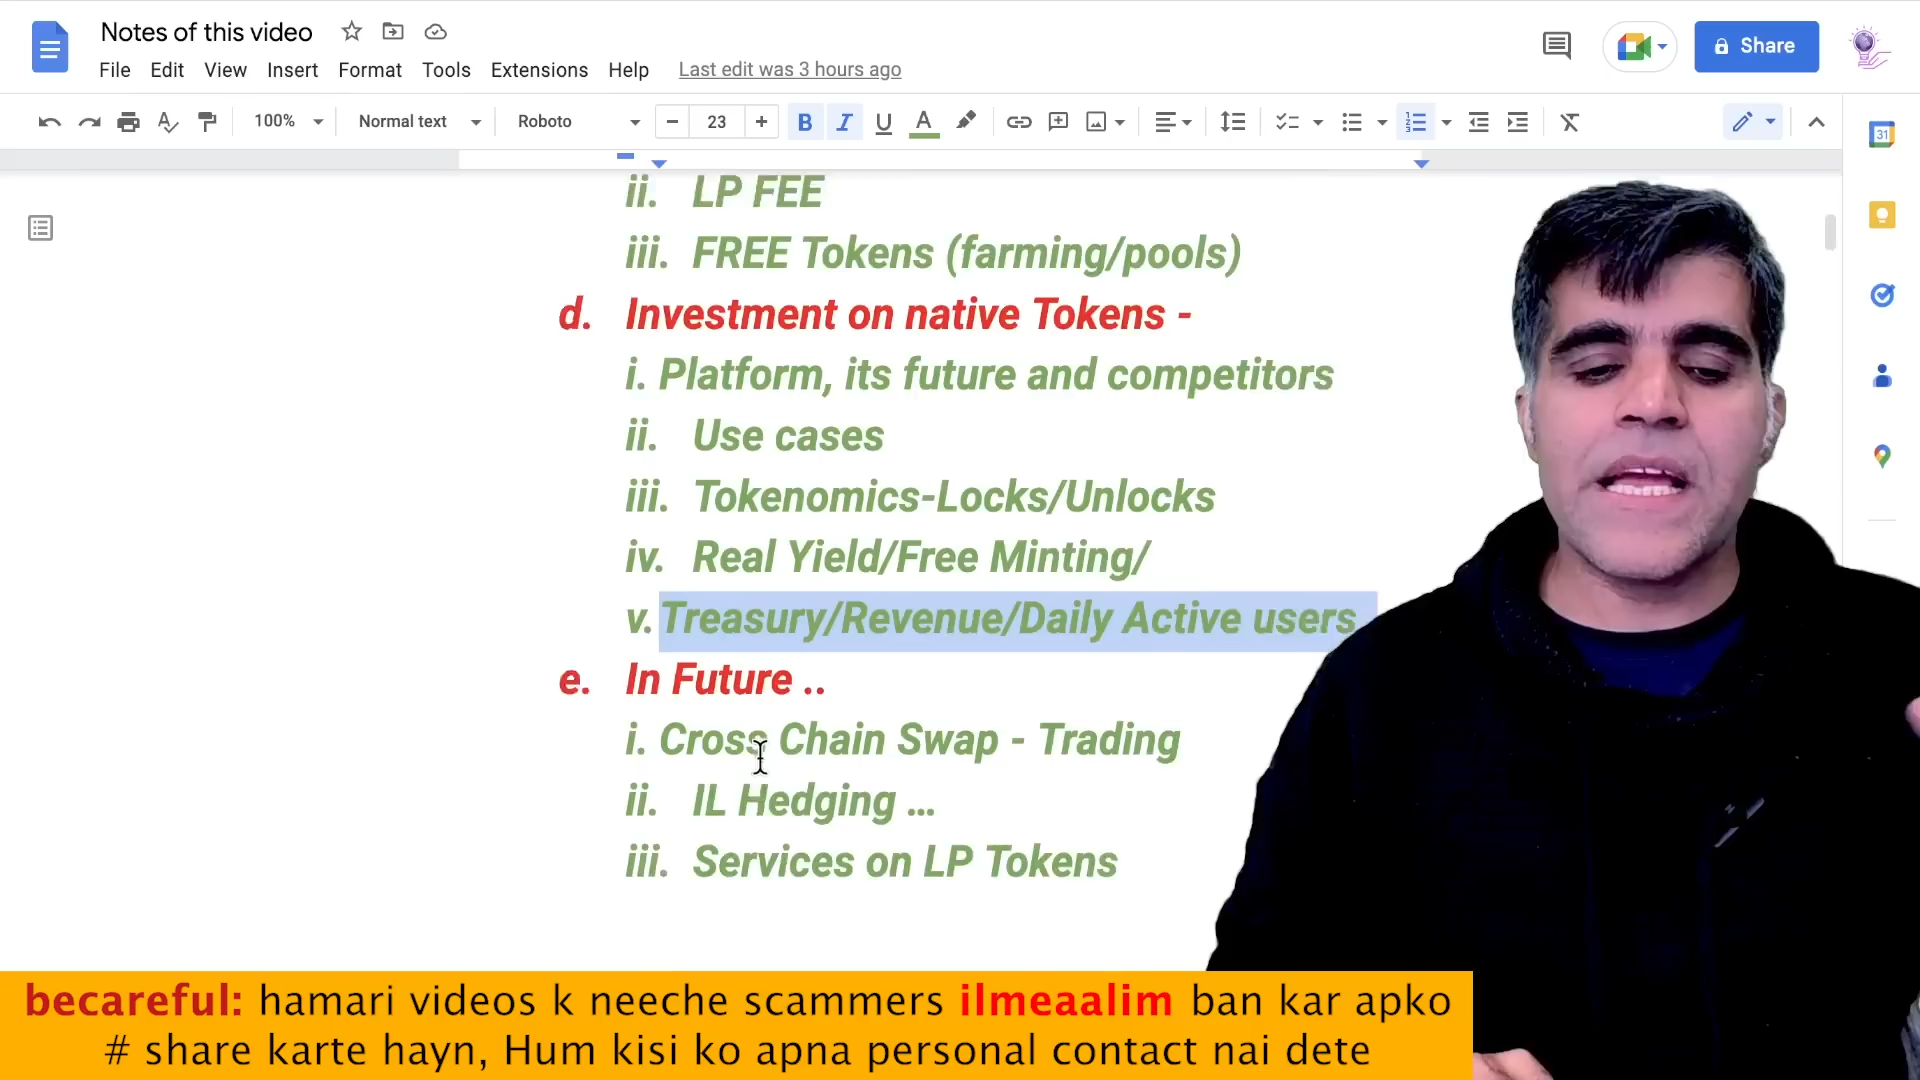 Notes of this video
File Edit View Insert Format Tools Extensions Help Last edit was 3 hours ago
Share
100% Normal text Roboto 23 B I U A
31
ii. LP FEE
iii. FREE Tokens (farming/pools)
d. Investment on native Tokens -
i. Platform, its future and competitors
ii. Use cases
iii. Tokenomics-Locks/Unlocks
iv. Real Yield/Free Minting/
v. Treasury/Revenue/Daily Active users
e. In Future ..
i. Cross Chain Swap - Trading
ii. IL Hedging ...
iii. Services on LP Tokens
becareful: hamari videos k neeche scammers ilmeaalim ban kar apko
# share karte hayn, Hum kisi ko apna personal contact nai dete